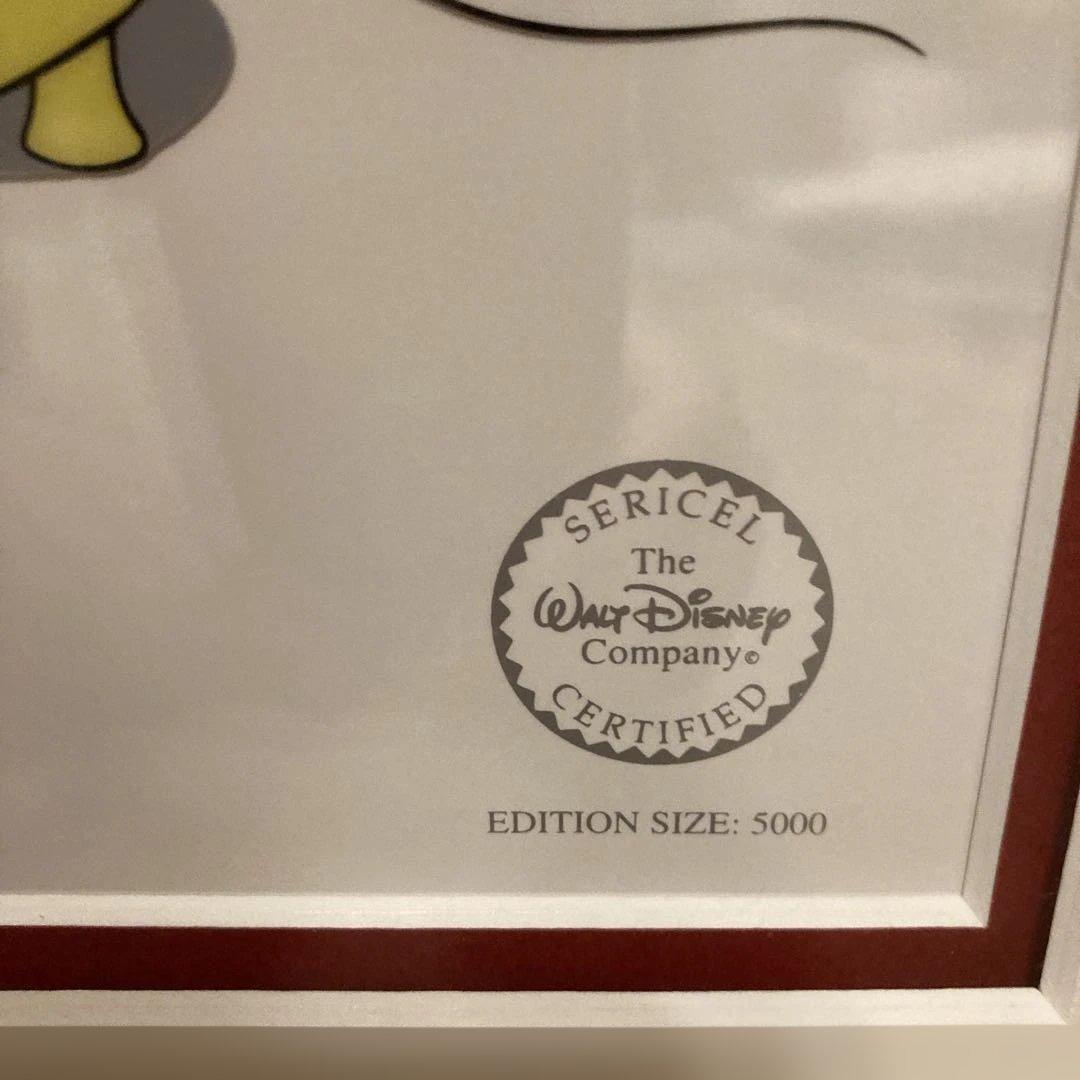 SERICEL
The
WALT DISNEY
Company©
CERTIFIED
EDITION SIZE: 5000